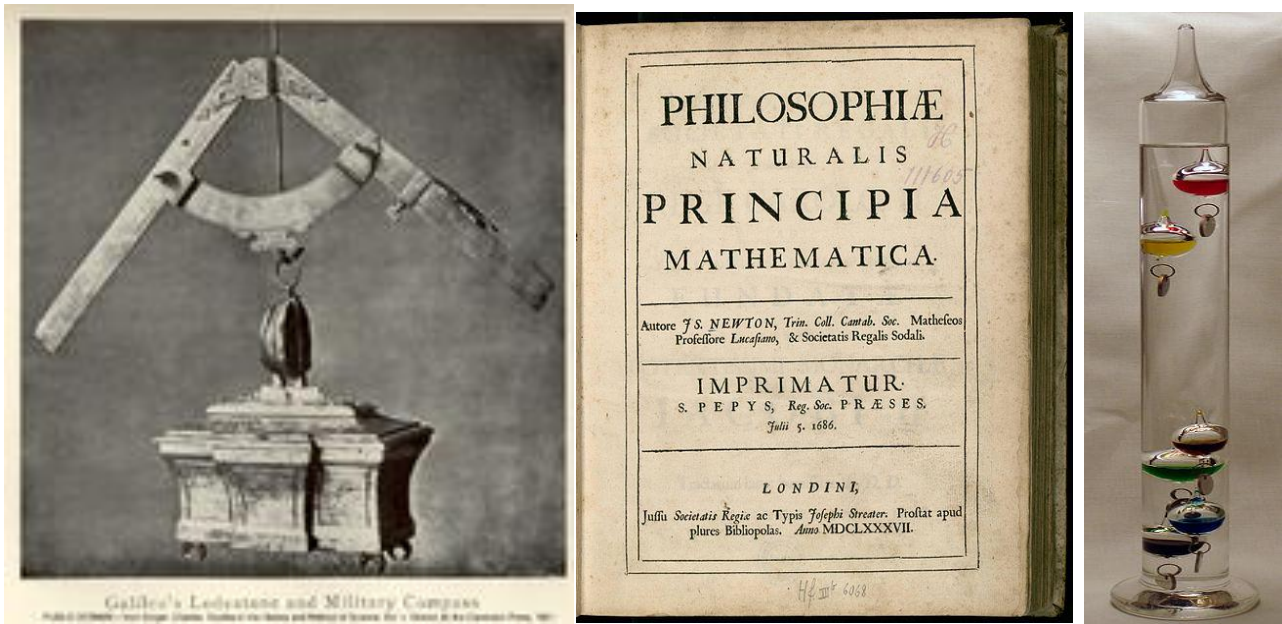 Galileo's Lodestone and Military Compass
PHILOSOPHIÆ
NATURALIS
PRINCIPIA
MATHEMATICA.
Autore JS. NEWTON, Trin. Coll. Cantab. Soc. Matheſeos
Profeſſore Lucaſiano, & Societatis Regalis Sodali.
IMPRIMATUR.
S. PEPYS, Reg. Soc. PRÆSES.
Julii 5. 1686.
LONDINI,
Juſſu Societatis Regiæ ac Typis Joſephi Streater. Proſtat apud
plures Bibliopolas. Anno MDCLXXXVII.
111605
6068